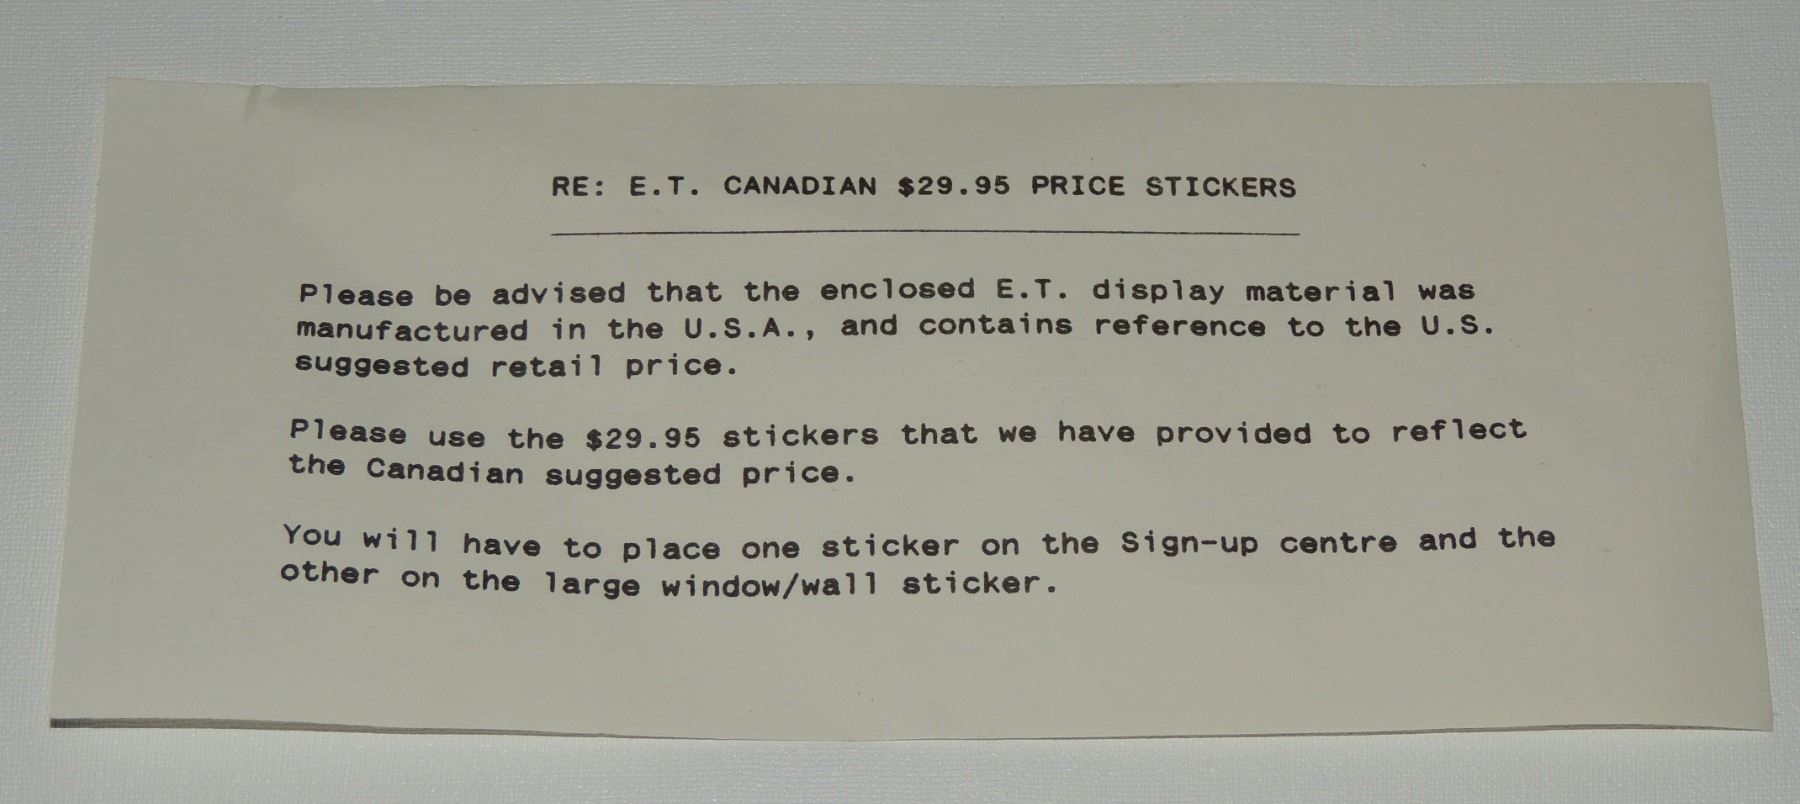 RE: E.T. CANADIAN $29.95 PRICE STICKERS
Please be advised that the enclosed E.T. display material was
manufactured in the U.S.A., and contains reference to the U.S.
suggested retail price.
Please use the $29.95 stickers that we have provided to reflect
the Canadian suggested price.
You will have to place one sticker on the Sign-up centre and the
other on the large window/wall sticker.